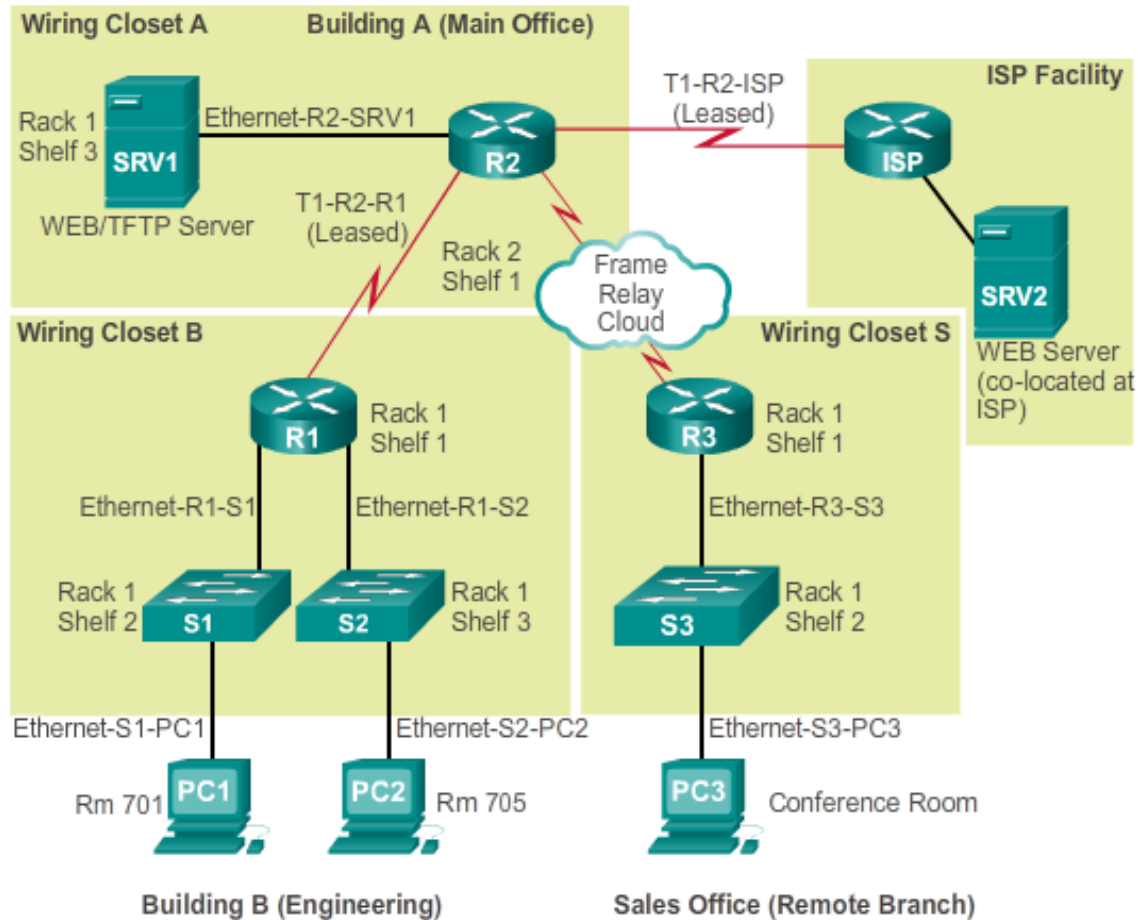 Wiring Closet A
Building A (Main Office)
Rack 1
Shelf 3
SRV1
WEB/TFTP Server
Ethernet-R2-SRV1
R2
T1-R2-ISP
(Leased)
ISP Facility
ISP
SRV2
WEB Server
(co-located at
ISP)
T1-R2-R1
(Leased)
Rack 2
Shelf 1
Frame
Relay
Cloud
Wiring Closet B
R1
Rack 1
Shelf 1
Ethernet-R1-S1
Ethernet-R1-S2
Rack 1
Shelf 2
S1
S2
Rack 1
Shelf 3
Ethernet-S1-PC1
Ethernet-S2-PC2
Rm 701
PC1
PC2
Rm 705
Building B (Engineering)
Wiring Closet S
R3
Rack 1
Shelf 1
Ethernet-R3-S3
S3
Rack 1
Shelf 2
Ethernet-S3-PC3
PC3
Conference Room
Sales Office (Remote Branch)